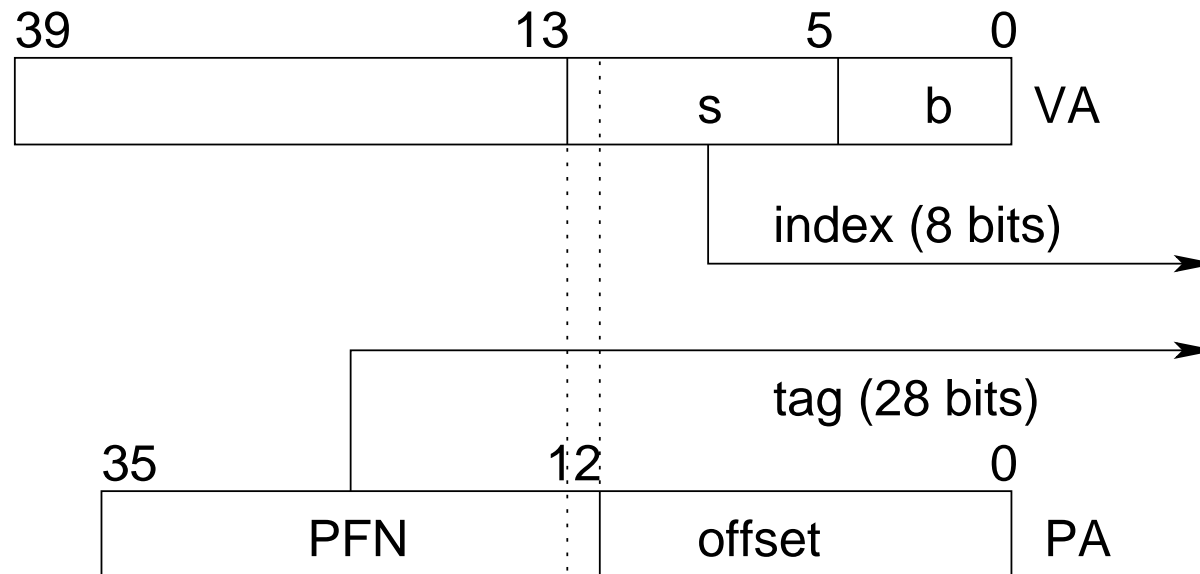 39 13 5 0
s b VA
index (8 bits)
tag (28 bits)
35 12 0
PFN offset PA